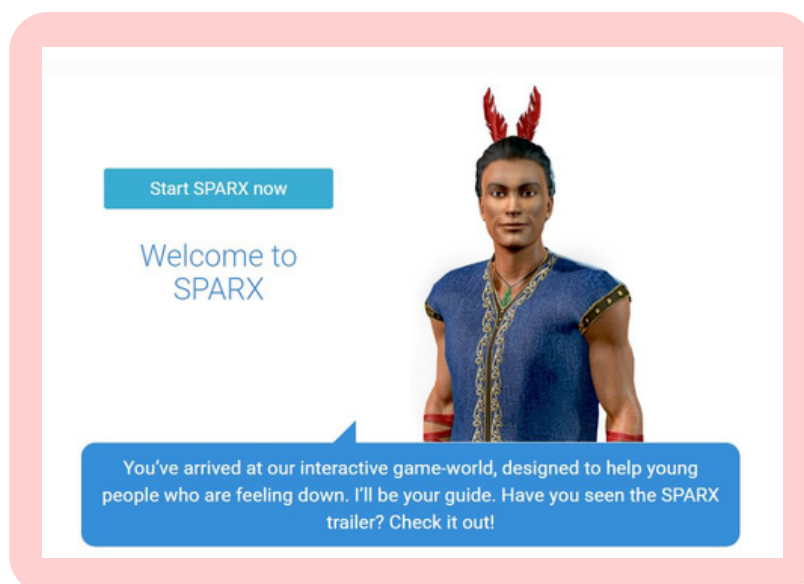 Start SPARX now
Welcome to
SPARX
You’ve arrived at our interactive game-world, designed to help young
people who are feeling down. I’ll be your guide. Have you seen the SPARX
trailer? Check it out!